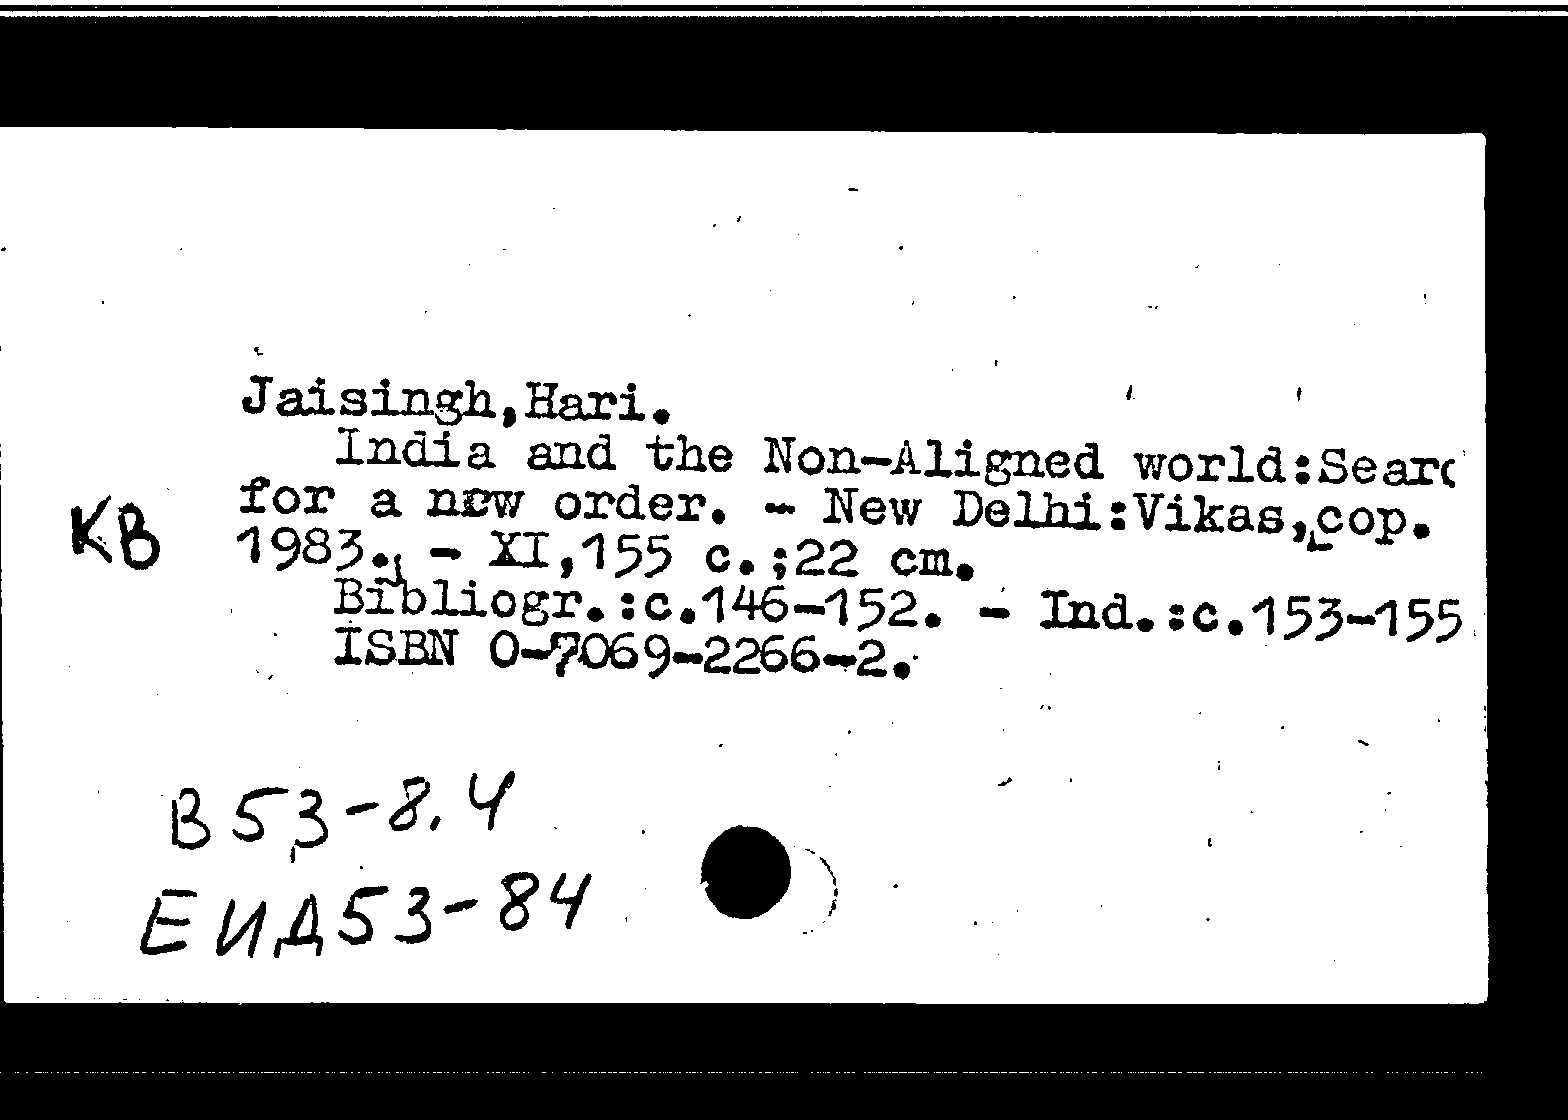 Jaisingh,Hari.
India and the Non-Aligned world:Searc
for a new order. - New Delhi:Vikas,cop.
КВ
1983. - XI,155 c.;22 cm.
Bibliogr.:c.146-152. - Ind.:c.153-155
ISBN 0-7069-2266-2.
В 53-8.4
ЕИД53-84